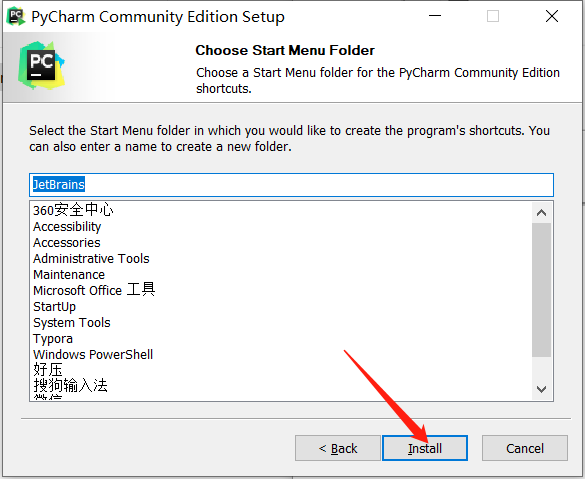 PyCharm Community Edition Setup
PC
Choose Start Menu Folder
Choose a Start Menu folder for the PyCharm Community Edition
shortcuts.
Select the Start Menu folder in which you would like to create the program's shortcuts. You
can also enter a name to create a new folder.
JetBrains
360安全中心
Accessibility
Accessories
Administrative Tools
Maintenance
Microsoft Office 工具
StartUp
System Tools
Typora
Windows PowerShell
好压
搜狗输入法
微信
< Back
Install
Cancel